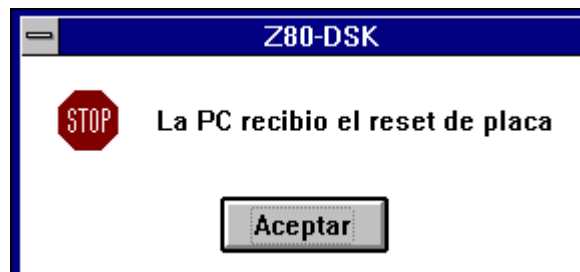 Z80-DSK
STOP
La PC recibio el reset de placa
Aceptar